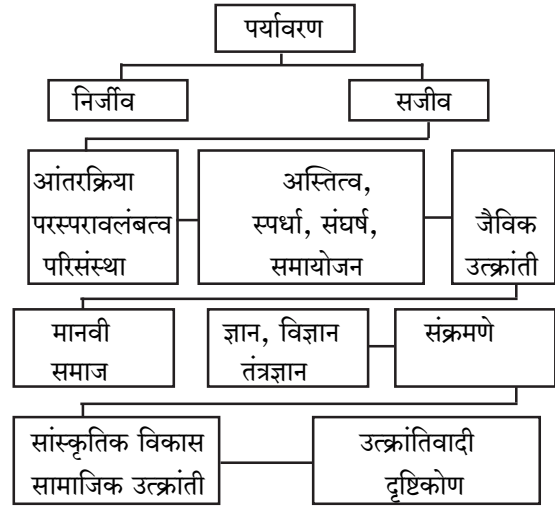 पर्यावरण
निर्जीव
सजीव
आंतरक्रिया
परस्परावलंबत्व
परिसंस्था
अस्तित्व,
स्पर्धा, संघर्ष,
समायोजन
जैविक
उत्क्रांती
मानवी
समाज
ज्ञान, विज्ञान
तंत्रज्ञान
संक्रमणे
सांस्कृतिक विकास
सामाजिक उत्क्रांती
उत्क्रांतिवादी
दृष्टिकोण